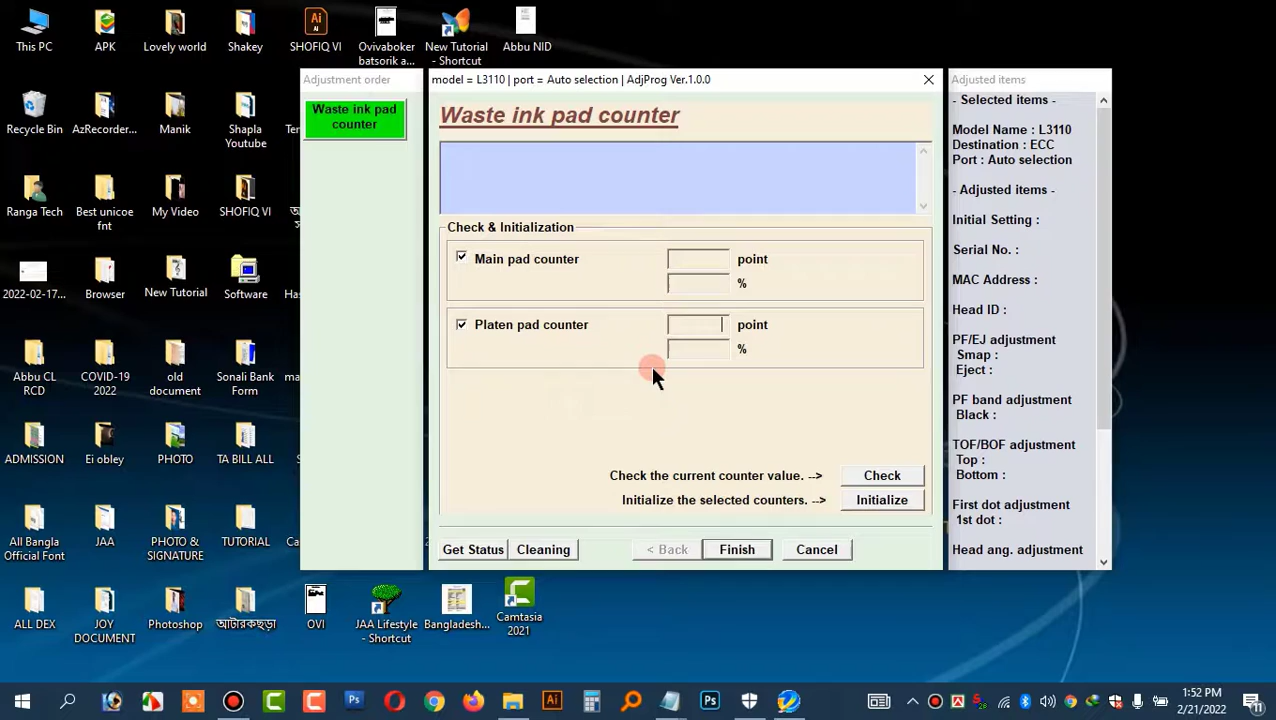 This PC
APK
Lovely world
Shakey
SHOFIQ VI
Ovivaboker
batsorik a...
New Tutorial
- Shortcut
Abbu NID
Recycle Bin
AzRecorder...
Manik
Shapla
Youtube
Ranga Tech
Best unicoe
fnt
My Video
SHOFIQ VI
2022-02-17...
Browser
New Tutorial
Software
Abbu CL
RCD
COVID-19
2022
old
document
Sonali Bank
Form
ADMISSION
Ei obley
PHOTO
TA BILL ALL
All Bangla
Official Font
JAA
PHOTO &
SIGNATURE
TUTORIAL
ALL DEX
JOY
DOCUMENT
Photoshop
আটারকছড়া
OVI
JAA Lifestyle
- Shortcut
Bangladesh...
Camtasia
2021
Adjustment order
Waste ink pad
counter
model = L3110 | port = Auto selection | AdjProg Ver.1.0.0
Waste ink pad counter
Check & Initialization
Main pad counter
point
%
Platen pad counter
point
%
Check the current counter value. -->
Check
Initialize the selected counters. -->
Initialize
Get Status
Cleaning
< Back
Finish
Cancel
Adjusted items
- Selected items -
Model Name : L3110
Destination : ECC
Port : Auto selection
- Adjusted items -
Initial Setting :
Serial No. :
MAC Address :
Head ID :
PF/EJ adjustment
Smap :
Eject :
PF band adjustment
Black :
TOF/BOF adjustment
Top :
Bottom :
First dot adjustment
1st dot :
Head ang. adjustment
1:52 PM
2/21/2022